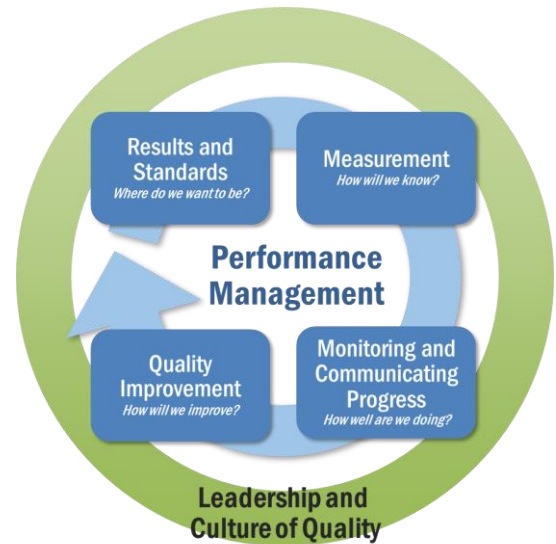 Results and
Standards
Where do we want to be?
Measurement
How will we know?
Performance
Management
Quality
Improvement
How will we improve?
Monitoring and
Communicating
Progress
How well are we doing?
Leadership and
Culture of Quality